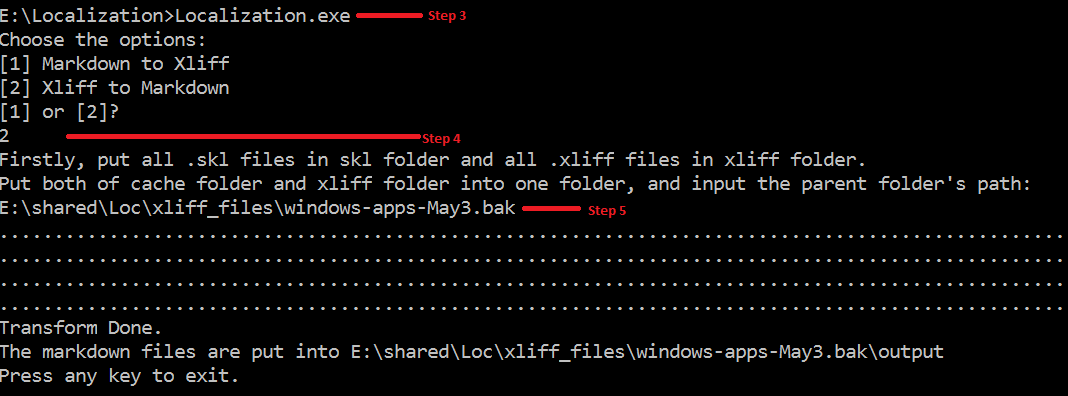 E:\Localization>Localization.exe Step 3
Choose the options:
[1] Markdown to Xliff
[2] Xliff to Markdown
[1] or [2]?
2 Step 4
Firstly, put all .skl files in skl folder and all .xliff files in xliff folder.
Put both of cache folder and xliff folder into one folder, and input the parent folder's path:
E:\shared\Loc\xliff_files\windows-apps-May3.bak Step 5
.........................................................................................
.........................................................................................
.........................................................................................
.........................................................................................
Transform Done.
The markdown files are put into E:\shared\Loc\xliff_files\windows-apps-May3.bak\output
Press any key to exit.